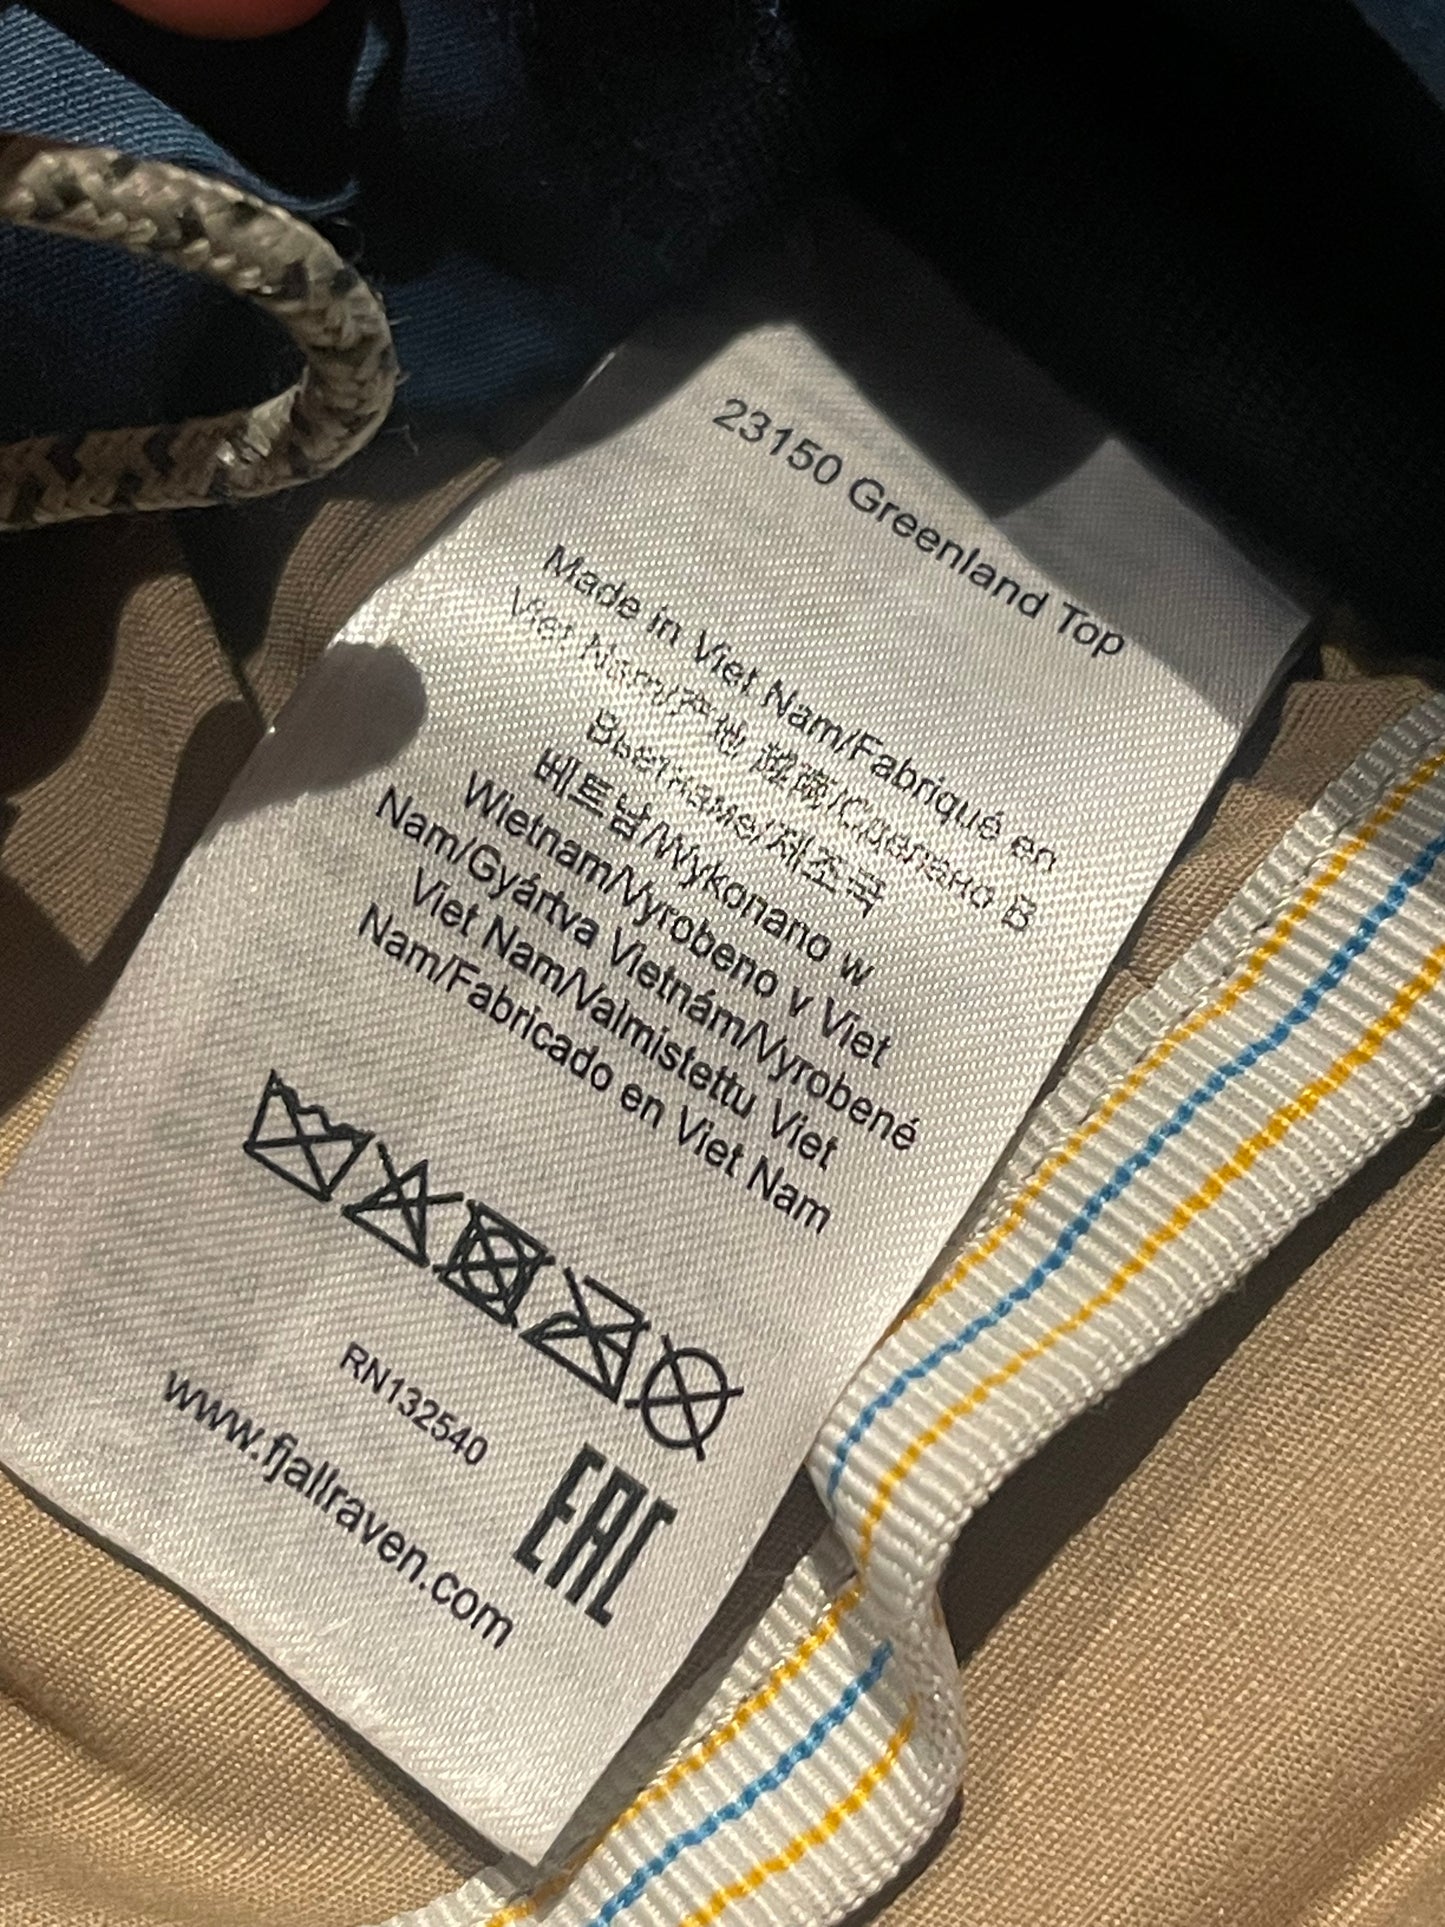 23150 Greenland Top
Made in Viet Nam/Fabriqué en
Viet Nam/产地 越南/Сделано В
Вьетнаме/제조국
베트남/Wykonano w
Wietnam/Vyrobeno v Viet
Nam/Gyártva Vietnám/Vyrobené
Viet Nam/Valmistettu Viet
Nam/Fabricado en Viet Nam
RN132540
EAC
www.fjallraven.com